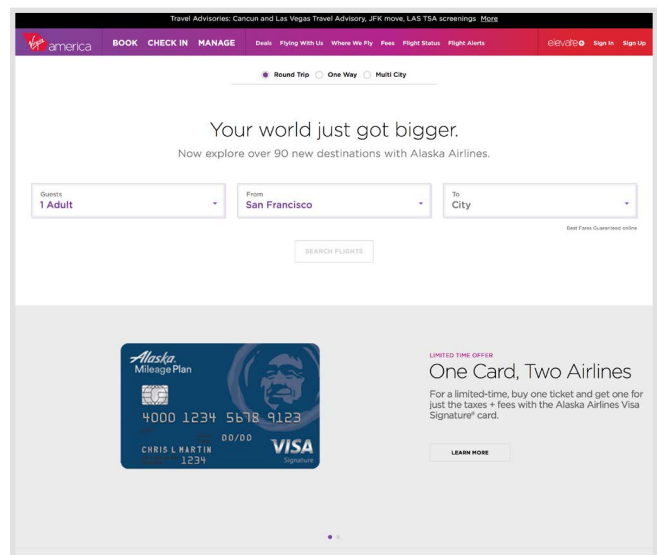 Travel Advisories: Cancun and Las Vegas Travel Advisory, JFK move, LAS TSA screenings More
Virgin america BOOK CHECK IN MANAGE Deals Flying With Us Where We Fly Fees Flight Status Flight Alerts elevate Sign In Sign Up
Round Trip One Way Multi City
Your world just got bigger.
Now explore over 90 new destinations with Alaska Airlines.
Guests From To
1 Adult San Francisco City
Best Fares Guaranteed online
SEARCH FLIGHTS
Alaska.
Mileage Plan
4000 1234 5678 9123
00/00
CHRIS L MARTIN
1234
VISA
Signature
LIMITED TIME OFFER
One Card, Two Airlines
For a limited-time, buy one ticket and get one for
just the taxes + fees with the Alaska Airlines Visa
Signature® card.
LEARN MORE